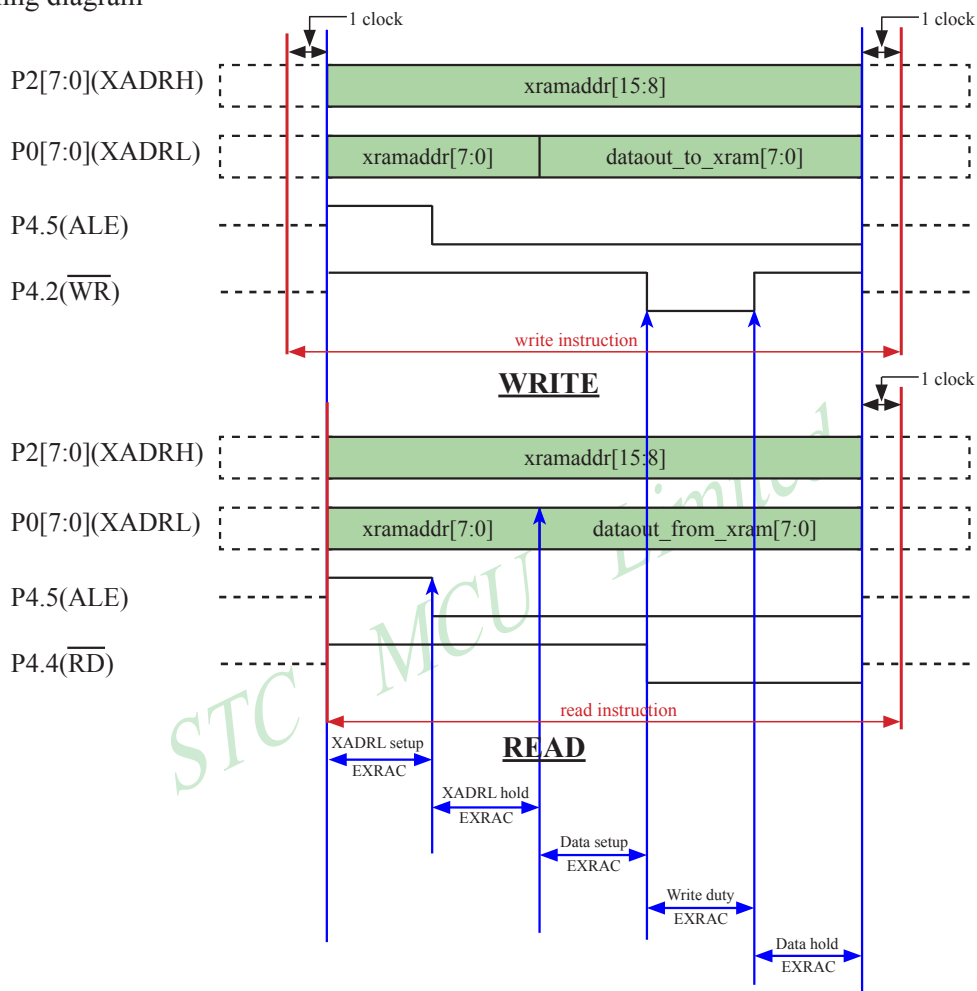 ing diagram
1 clock
1 clock
P2[7:0](XADRH)
xramaddr[15:8]
P0[7:0](XADRL)
xramaddr[7:0]
dataout_to_xram[7:0]
P4.5(ALE)
P4.2(WR)
write instruction
WRITE
1 clock
P2[7:0](XADRH)
xramaddr[15:8]
P0[7:0](XADRL)
xramaddr[7:0]
dataout_from_xram[7:0]
P4.5(ALE)
P4.4(RD)
read instruction
READ
XADRL setup
EXRAC
XADRL hold
EXRAC
Data setup
EXRAC
Write duty
EXRAC
Data hold
EXRAC
STC MCU Limited